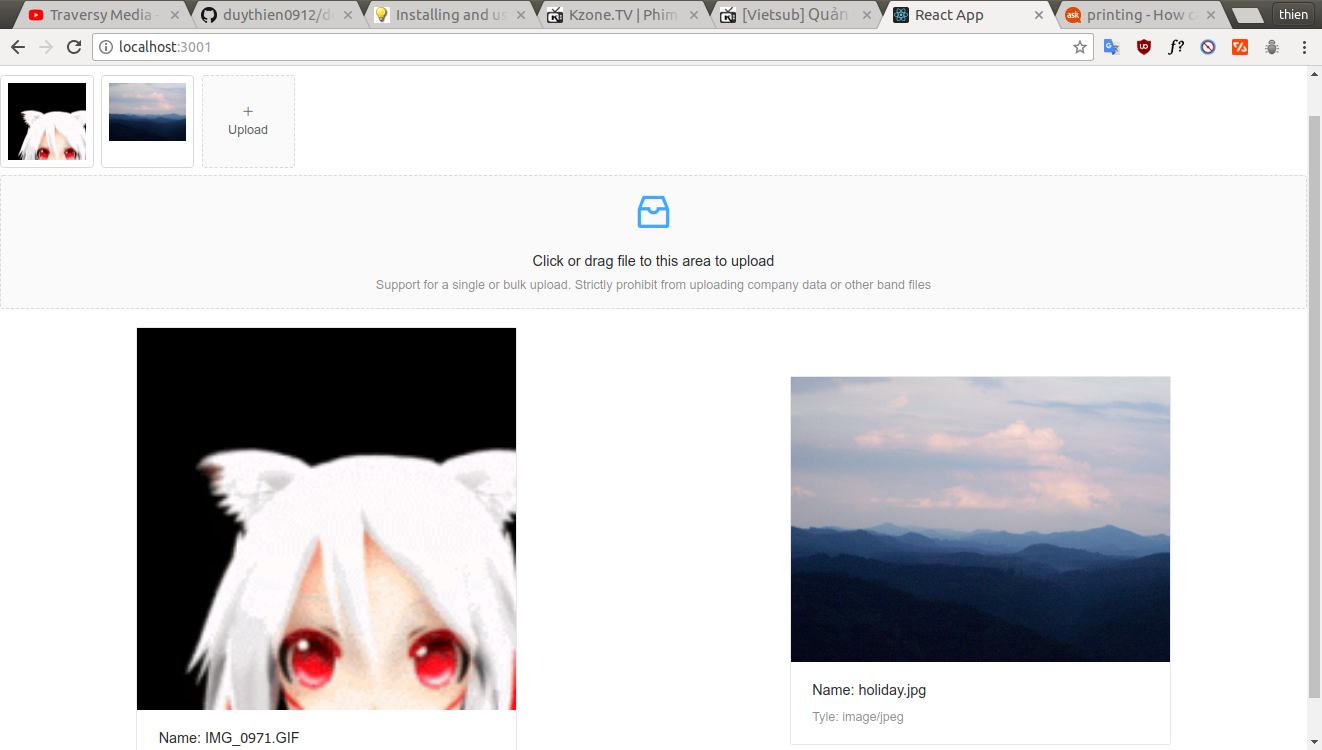 Traversy Media -
duythien0912/de
Installing and us
Kzone.TV | Phim
[Vietsub] Quản
React App
ask
printing - How c
thien
localhost:3001
f?
+
Upload
Click or drag file to this area to upload
Support for a single or bulk upload. Strictly prohibit from uploading company data or other band files
Name: holiday.jpg
Tyle: image/jpeg
Name: IMG_0971.GIF